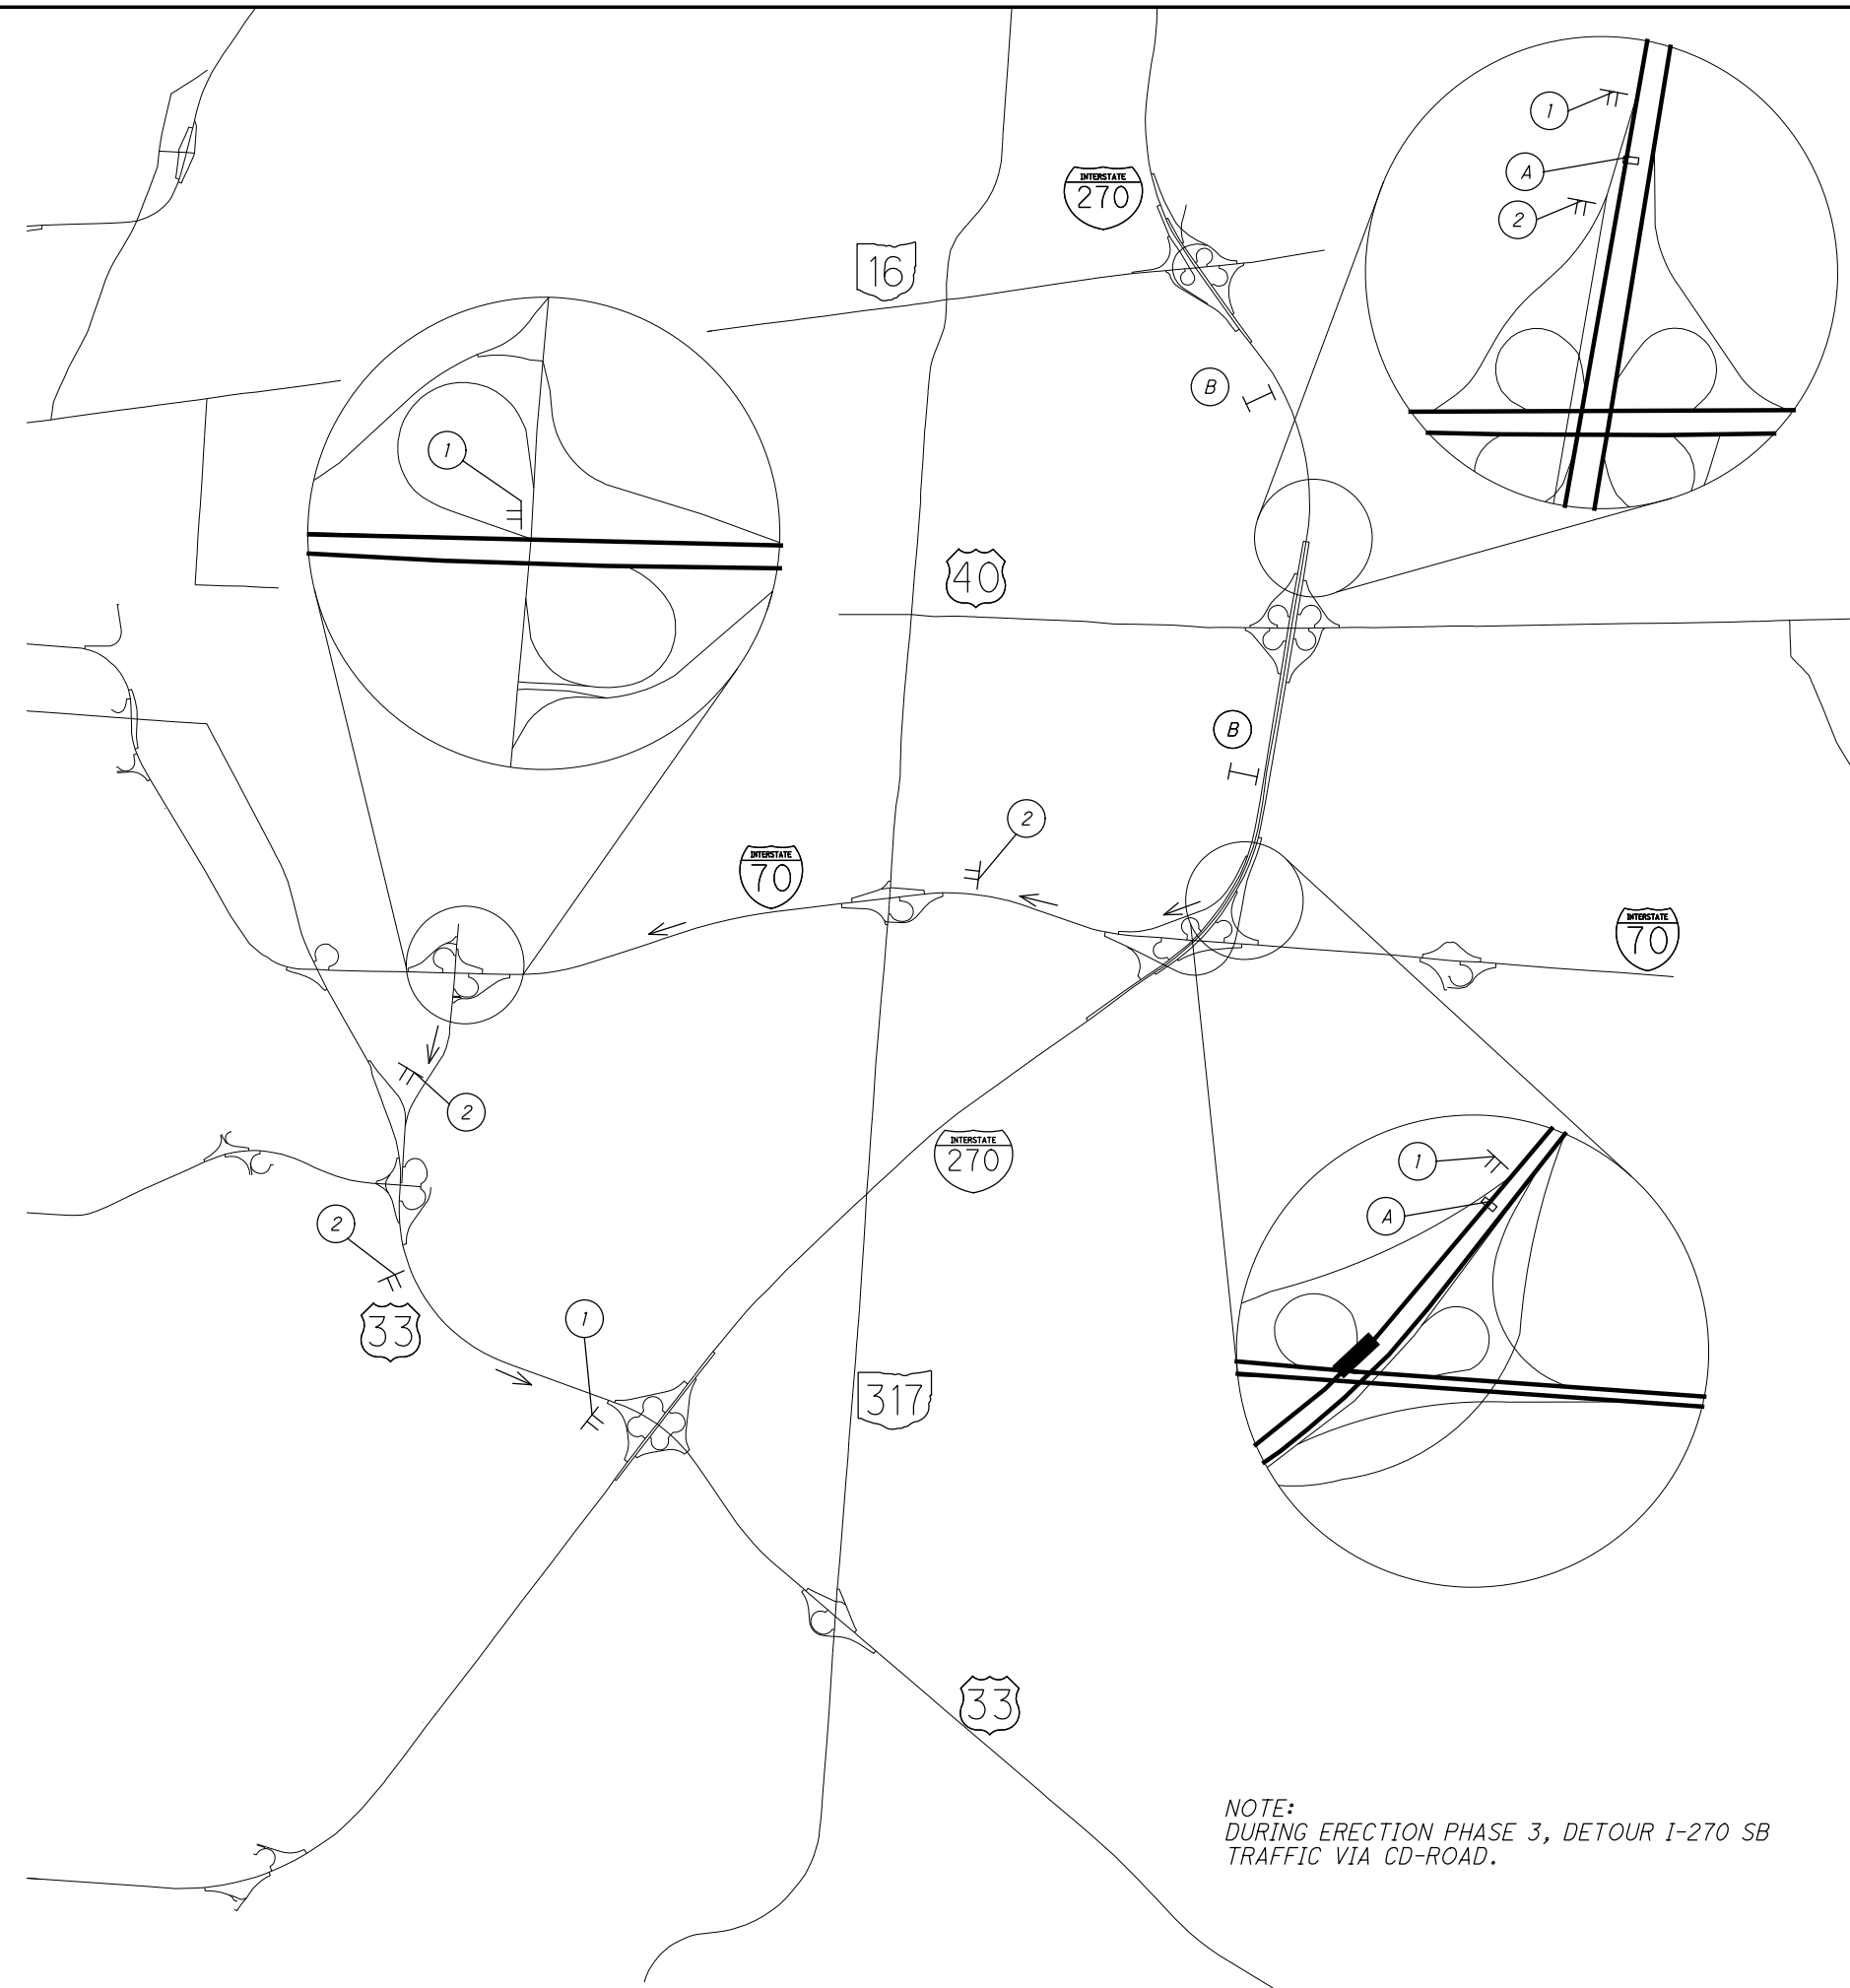 1
A
2
INTERSTATE
270
16
B
1
40
B
2
INTERSTATE
70
INTERSTATE
70
2
INTERSTATE
270
1
A
2
33
1
317
33
NOTE:
DURING ERECTION PHASE 3, DETOUR I-270 SB
TRAFFIC VIA CD-ROAD.